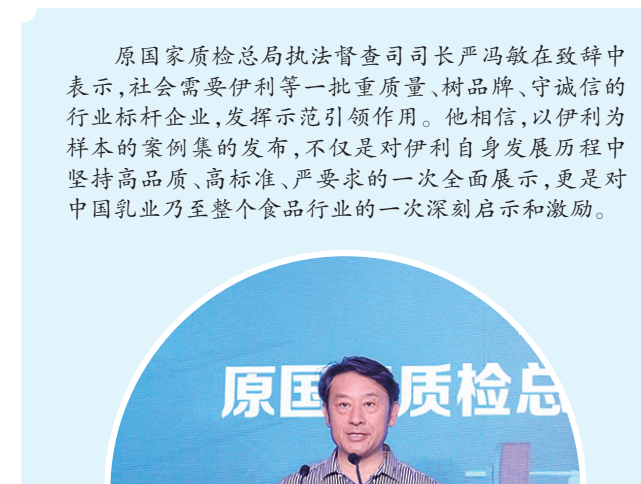 原国家质检总局执法督查司司长严冯敏在致辞中
表示,社会需要伊利等一批重质量、树品牌、守诚信的
行业标杆企业,发挥示范引领作用。他相信,以伊利为
样本的案例集的发布,不仅是对伊利自身发展历程中
坚持高品质、高标准、严要求的一次全面展示,更是对
中国乳业乃至整个食品行业的一次深刻启示和激励。
原国 质检总